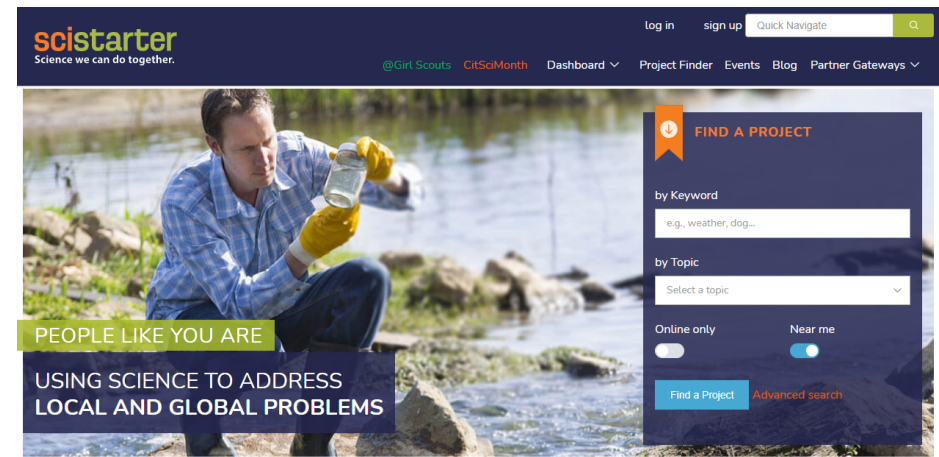 scistarter
Science we can do together.
log in sign up Quick Navigate
@Girl Scouts CitSciMonth Dashboard Project Finder Events Blog Partner Gateways
FIND A PROJECT
by Keyword
e.g., weather, dog...
by Topic
Select a topic
Online only Near me
Find a Project Advanced search
PEOPLE LIKE YOU ARE
USING SCIENCE TO ADDRESS
LOCAL AND GLOBAL PROBLEMS